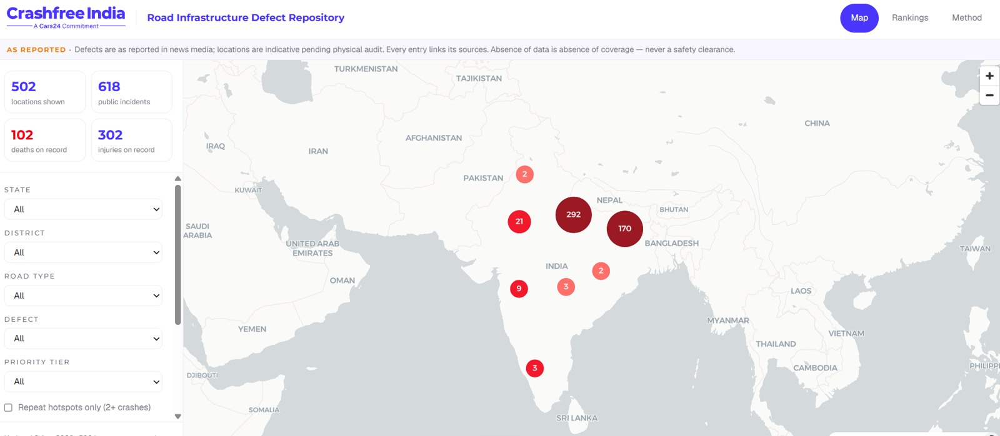 Crashfree India
A Cars24 Commitment
Road Infrastructure Defect Repository
Map
Rankings
Method
AS REPORTED · Defects are as reported in news media; locations are indicative pending physical audit. Every entry links its sources. Absence of data is absence of coverage — never a safety clearance.
502
locations shown
618
public incidents
102
deaths on record
302
injuries on record
STATE
All
DISTRICT
All
ROAD TYPE
All
DEFECT
All
PRIORITY TIER
All
Repeat hotspots only (2+ crashes)
+
−
TURKMENISTAN
TAJIKISTAN
CHINA
AFGHANISTAN
IRAQ
IRAN
2
PAKISTAN
KUWAIT
NEPAL
BHUTAN
292
21
170
SAUDI
ARABIA
UNITED ARAB
EMIRATES
BANGLADESH
TAIWAN
INDIA
2
OMAN
9
3
LAOS
MYANMAR
YEMEN
VIETNAM
THAILAND
3
CAMBODIA
PHILIPP
DJIBOUTI
SOMALIA
SRI LANKA